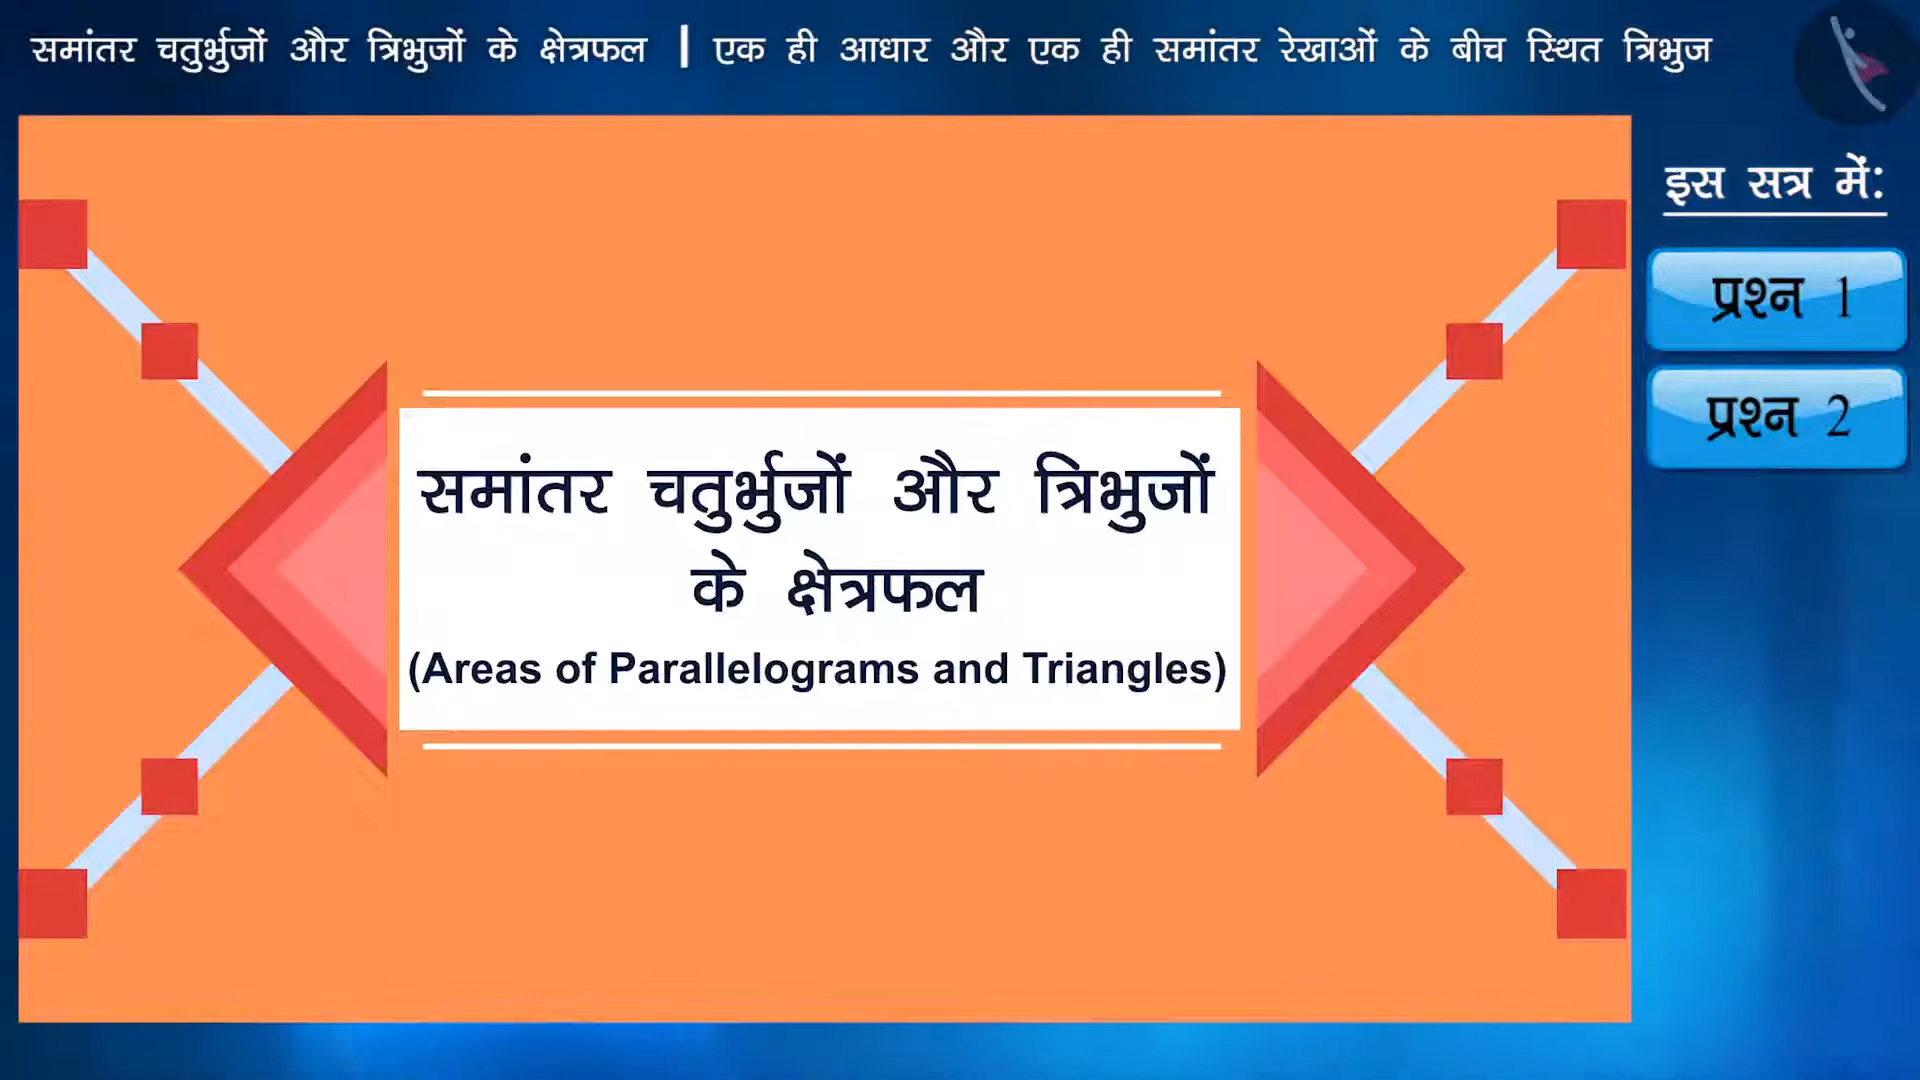 समांतर चतुर्भुजों और त्रिभुजों के क्षेत्रफल | एक ही आधार और एक ही समांतर रेखाओं के बीच स्थित त्रिभुज
इस सत्र में:
प्रश्न 1
प्रश्न 2
समांतर चतुर्भुजों और त्रिभुजों
के क्षेत्रफल
(Areas of Parallelograms and Triangles)